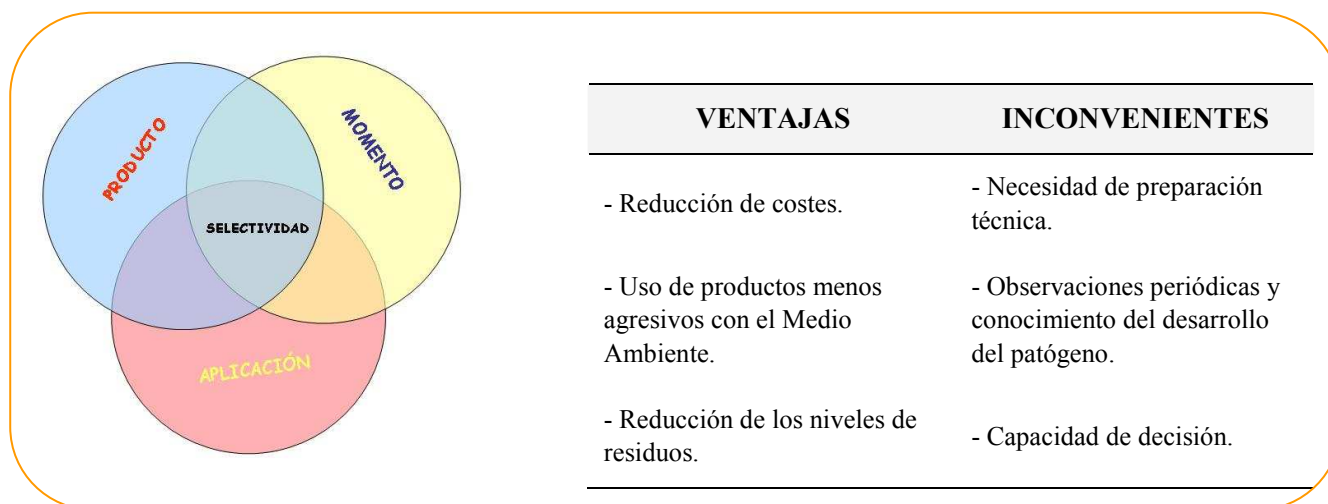 PRODUCTO
MOMENTO
SELECTIVIDAD
APLICACIÓN
VENTAJAS
INCONVENIENTES
- Reducción de costes.
- Necesidad de preparación
técnica.
- Uso de productos menos
agresivos con el Medio
Ambiente.
- Observaciones periódicas y
conocimiento del desarrollo
del patógeno.
- Reducción de los niveles de
residuos.
- Capacidad de decisión.